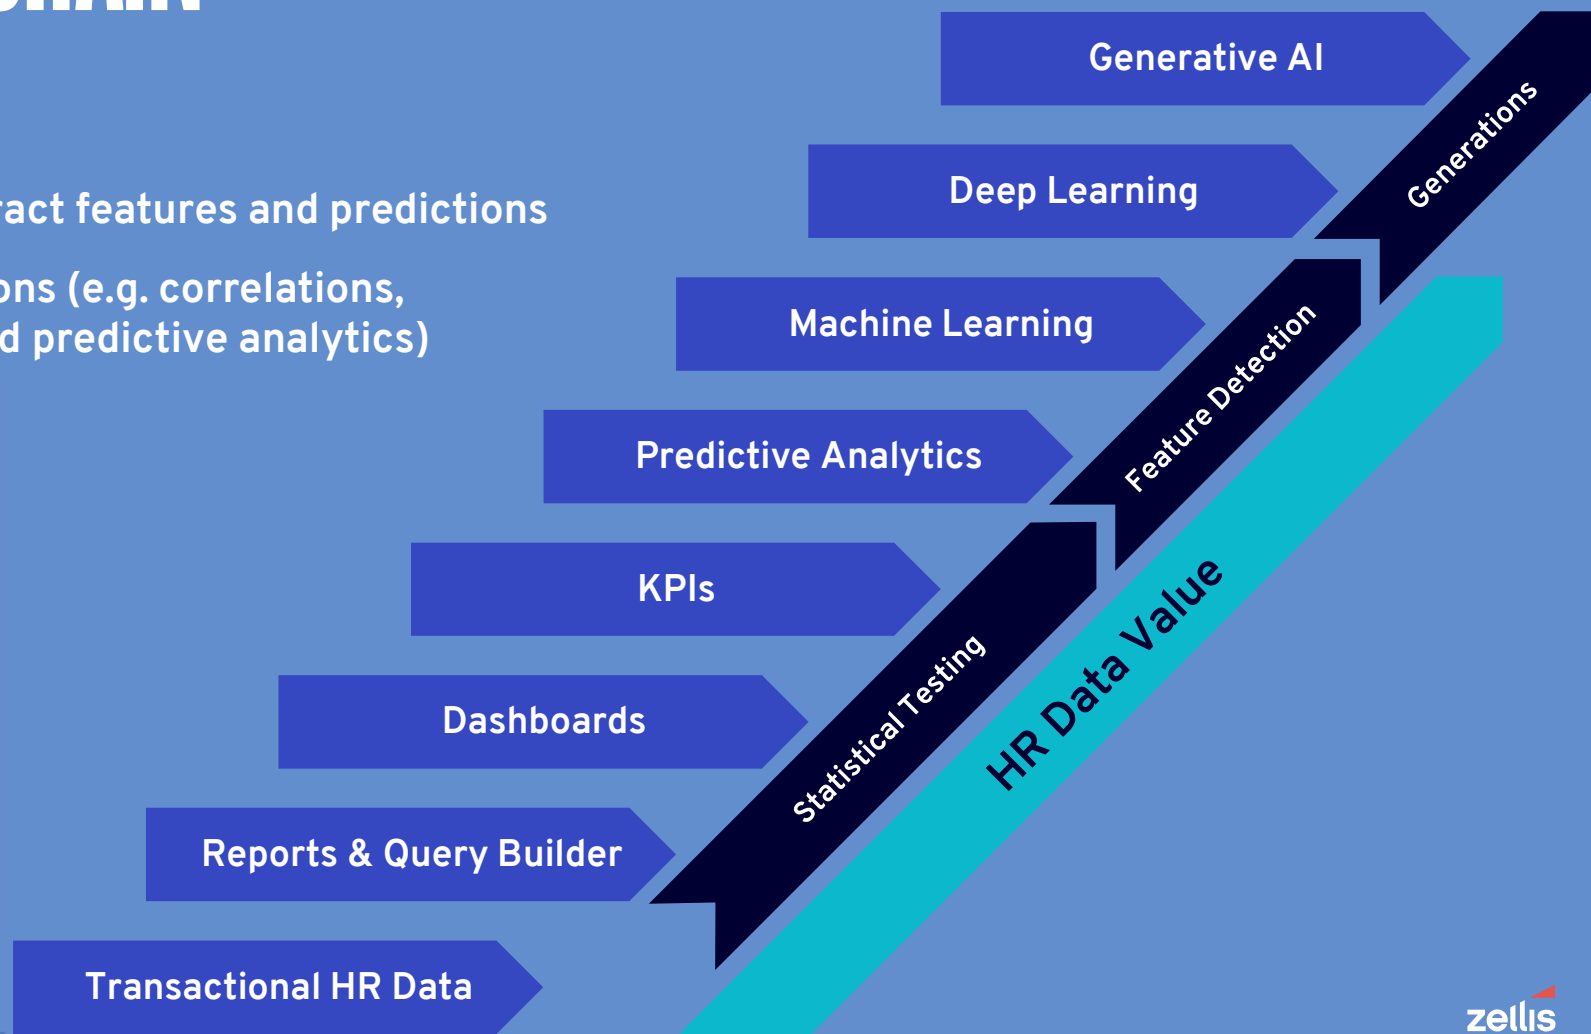 ract features and predictions
ons (e.g. correlations,
d predictive analytics)
Generative AI
Deep Learning
Machine Learning
Predictive Analytics
KPIs
Dashboards
Reports & Query Builder
Transactional HR Data
Generations
Feature Detection
Statistical Testing
HR Data Value
zellis